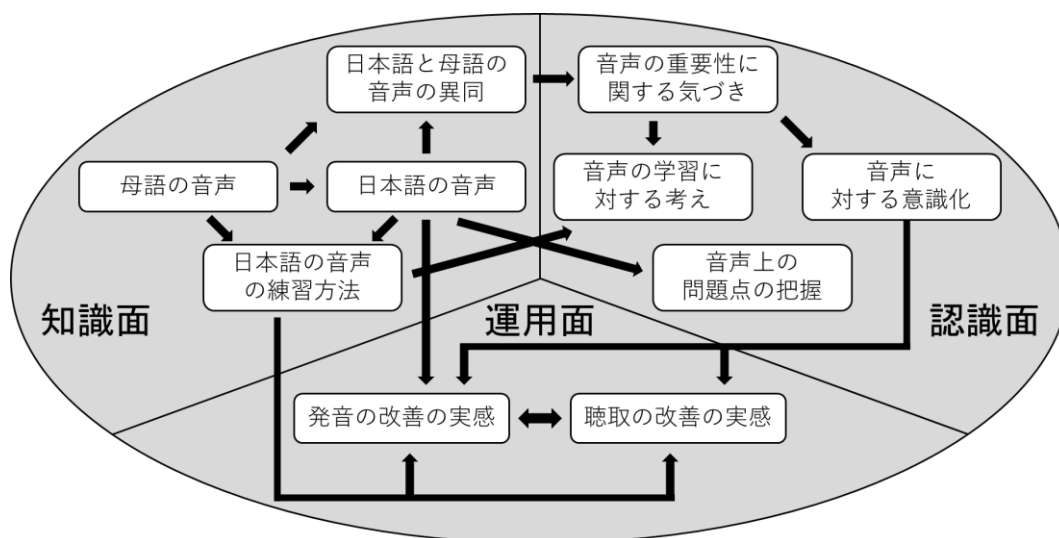 日本語と母語の
音声の異同
音声の重要性に
関する気づき
母語の音声
日本語の音声
音声の学習に
対する考え
音声に
対する意識化
日本語の音声
の練習方法
音声上の
問題点の把握
知識面
運用面
認識面
発音の改善の実感
聴取の改善の実感